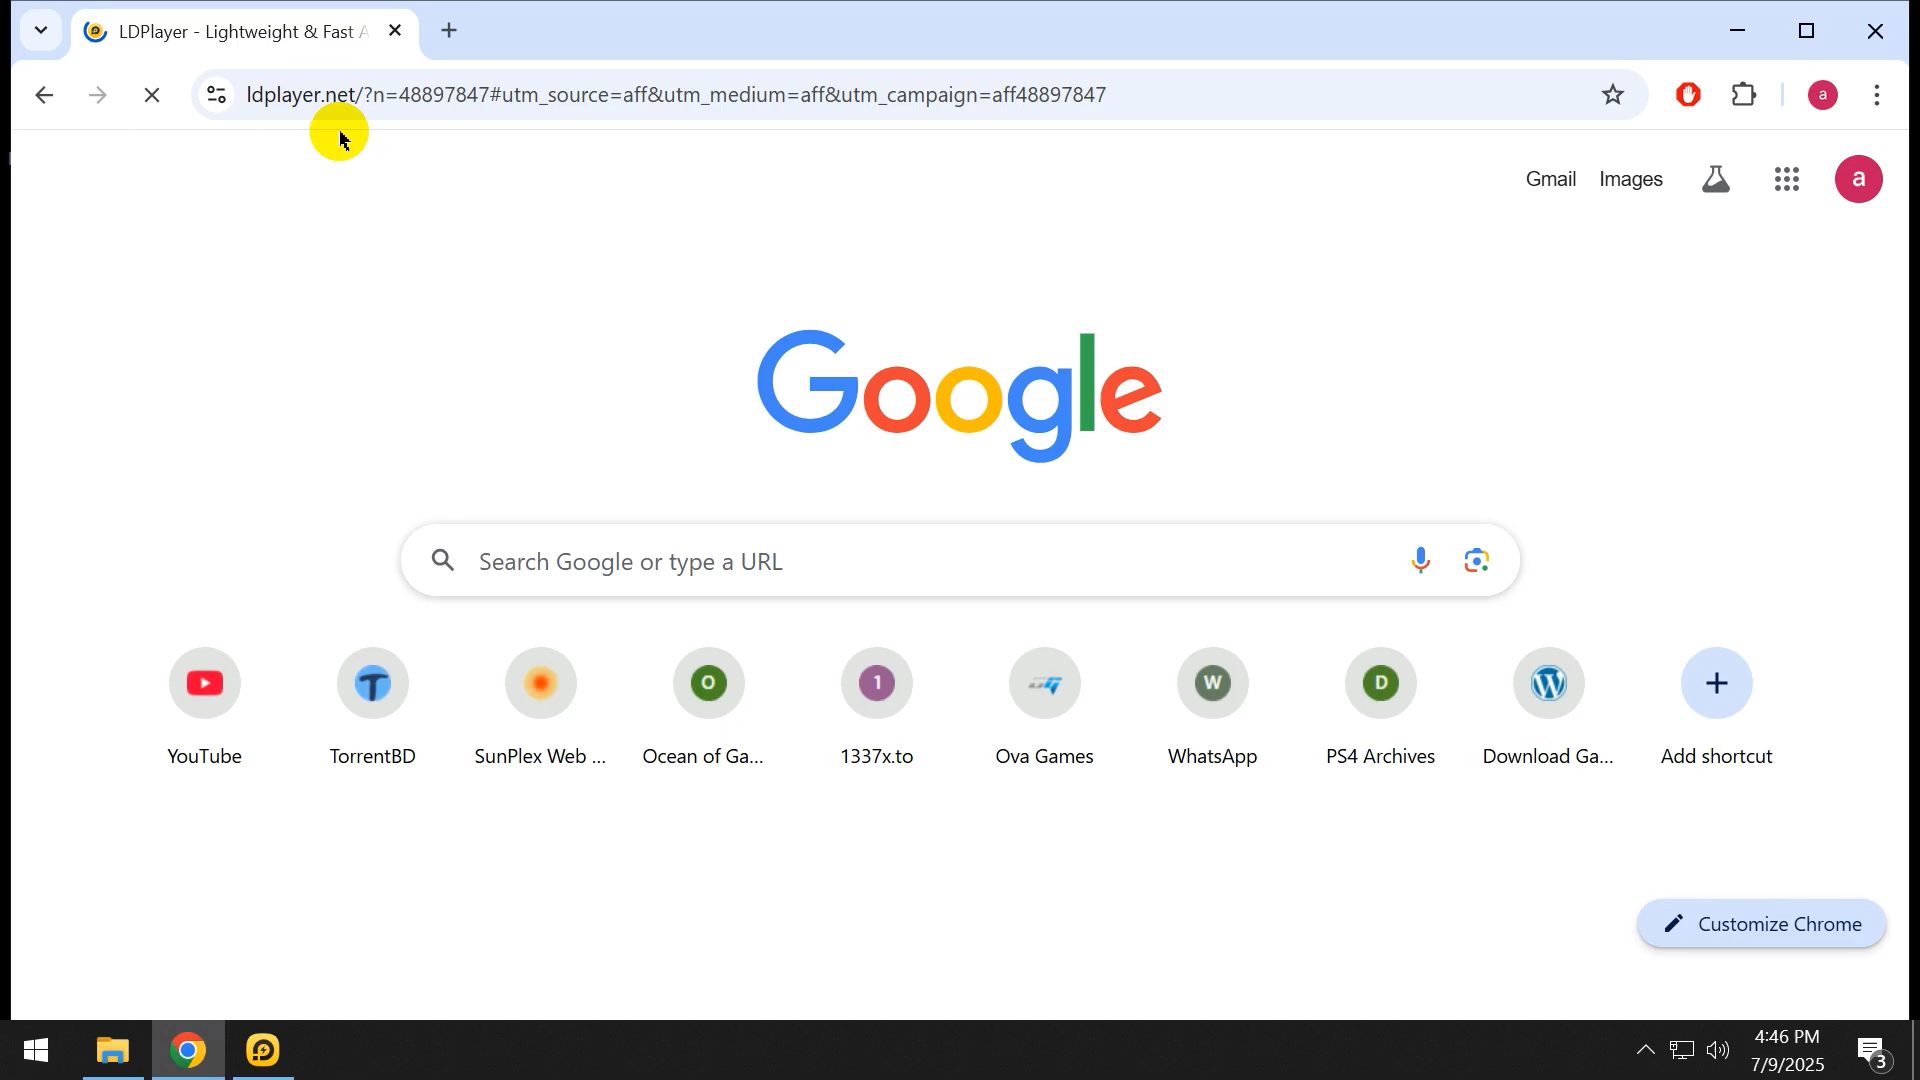 LDPlayer - Lightweight & Fast A
ldplayer.net/?n=48897847#utm_source=aff&utm_medium=aff&utm_campaign=aff48897847
a
Gmail
Images
a
Google
Search Google or type a URL
O
1
W
D
YouTube
TorrentBD
SunPlex Web ...
Ocean of Ga...
1337x.to
Ova Games
WhatsApp
PS4 Archives
Download Ga...
Add shortcut
Customize Chrome
4:46 PM
7/9/2025
3